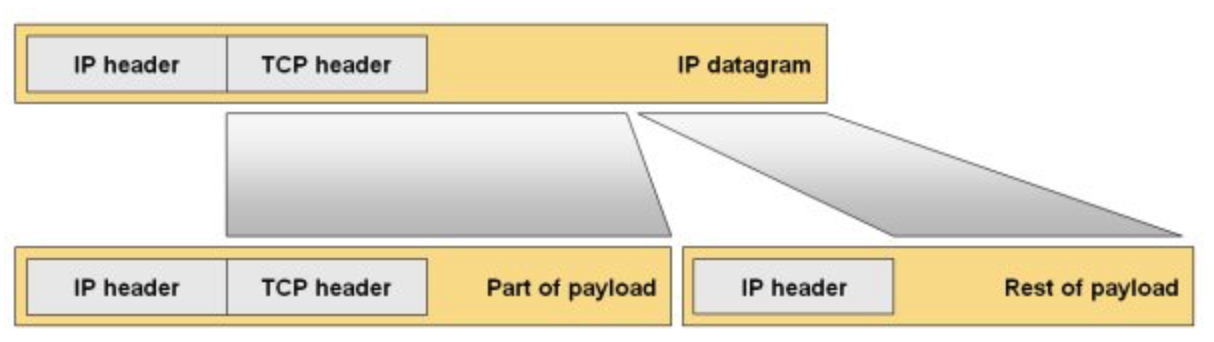 IP header TCP header IP datagram
IP header TCP header Part of payload IP header Rest of payload